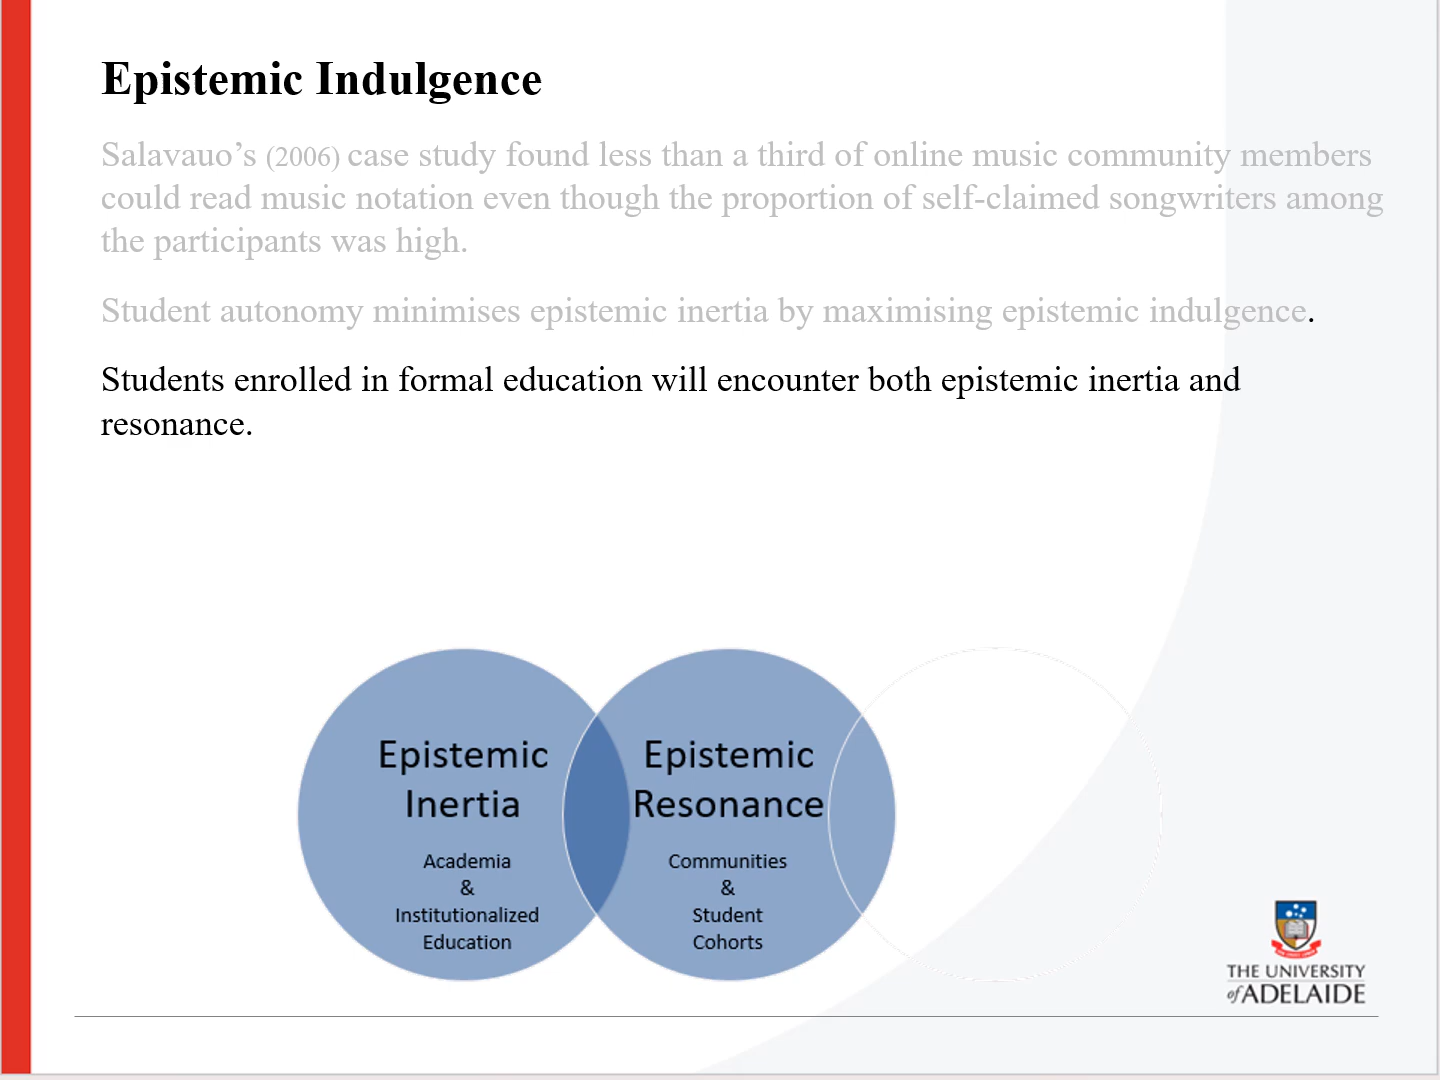 Epistemic Indulgence
Salavauo’s (2006) case study found less than a third of online music community members
could read music notation even though the proportion of self-claimed songwriters among
the participants was high.
Student autonomy minimises epistemic inertia by maximising epistemic indulgence.
Students enrolled in formal education will encounter both epistemic inertia and
resonance.
Epistemic
Inertia
Academia
&
Institutionalized
Education
Epistemic
Resonance
Communities
&
Student
Cohorts
THE UNIVERSITY
of ADELAIDE